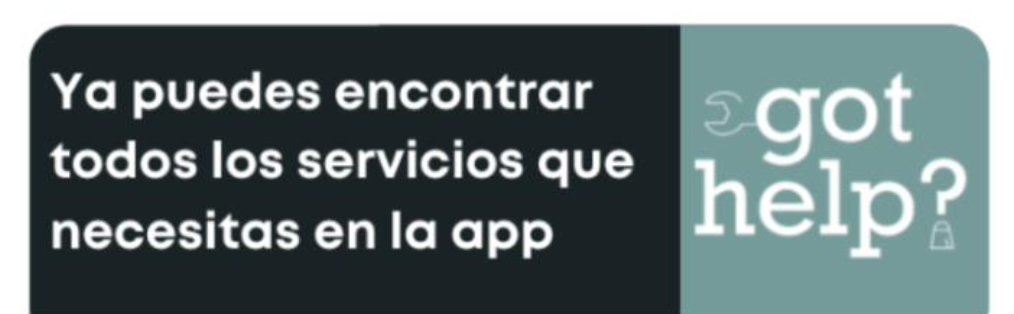 Ya puedes encontrar
todos los servicios que
necesitas en la app
got
help?